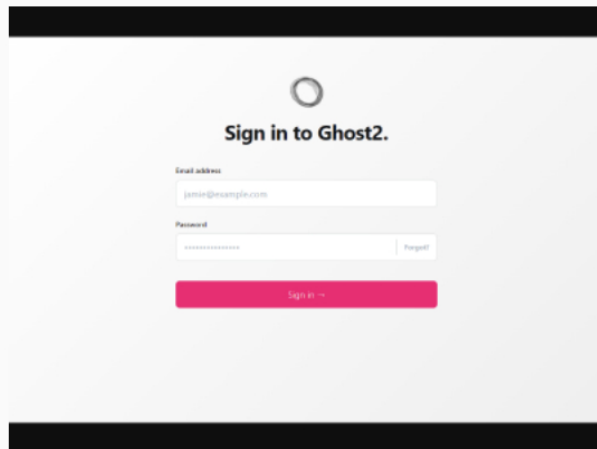 Sign in to Ghost2.
Email address
jamie@example.com
Password
•••••••••••••••
Forgot?
Sign in →